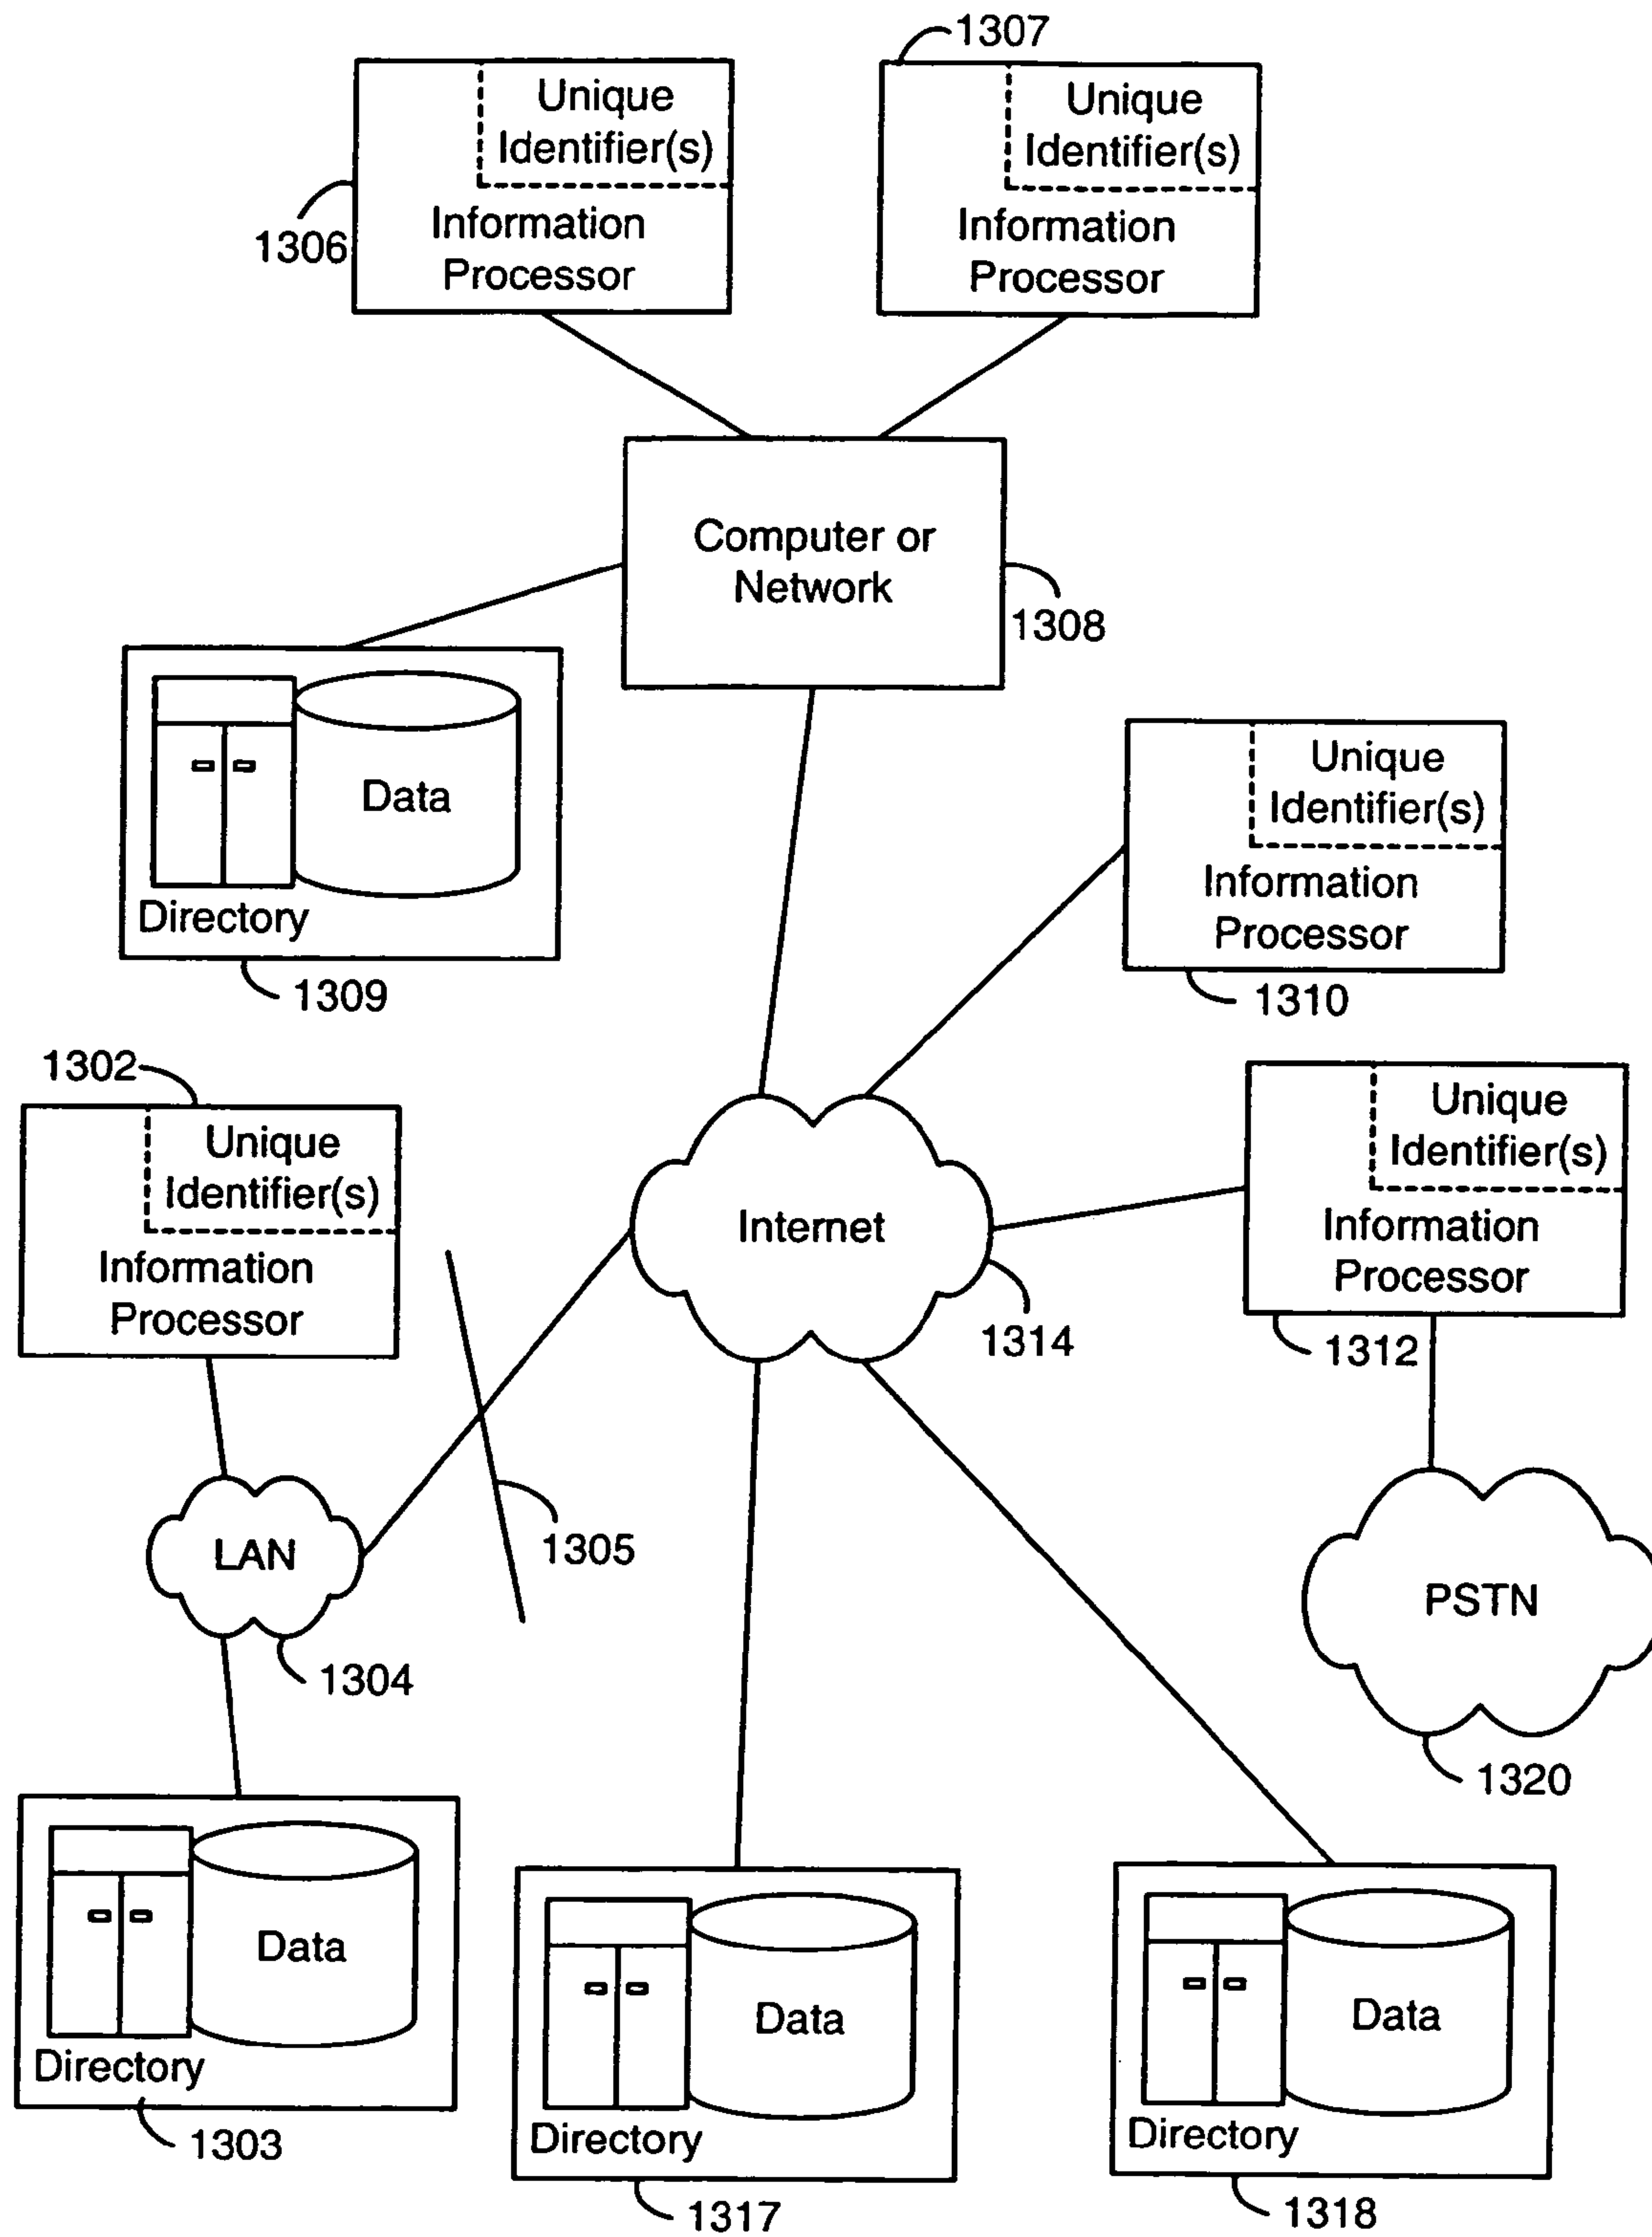 1307
Unique
Identifier(s)
Information
Processor
1306
Unique
Identifier(s)
Information
Processor
Computer or
Network
1308
Data
Directory
1309
Unique
Identifier(s)
Information
Processor
1310
1302
Unique
Identifier(s)
Information
Processor
Internet
1314
Unique
Identifier(s)
Information
Processor
1312
LAN
1304
1305
PSTN
1320
Data
Directory
1303
Data
Directory
1317
Data
Directory
1318